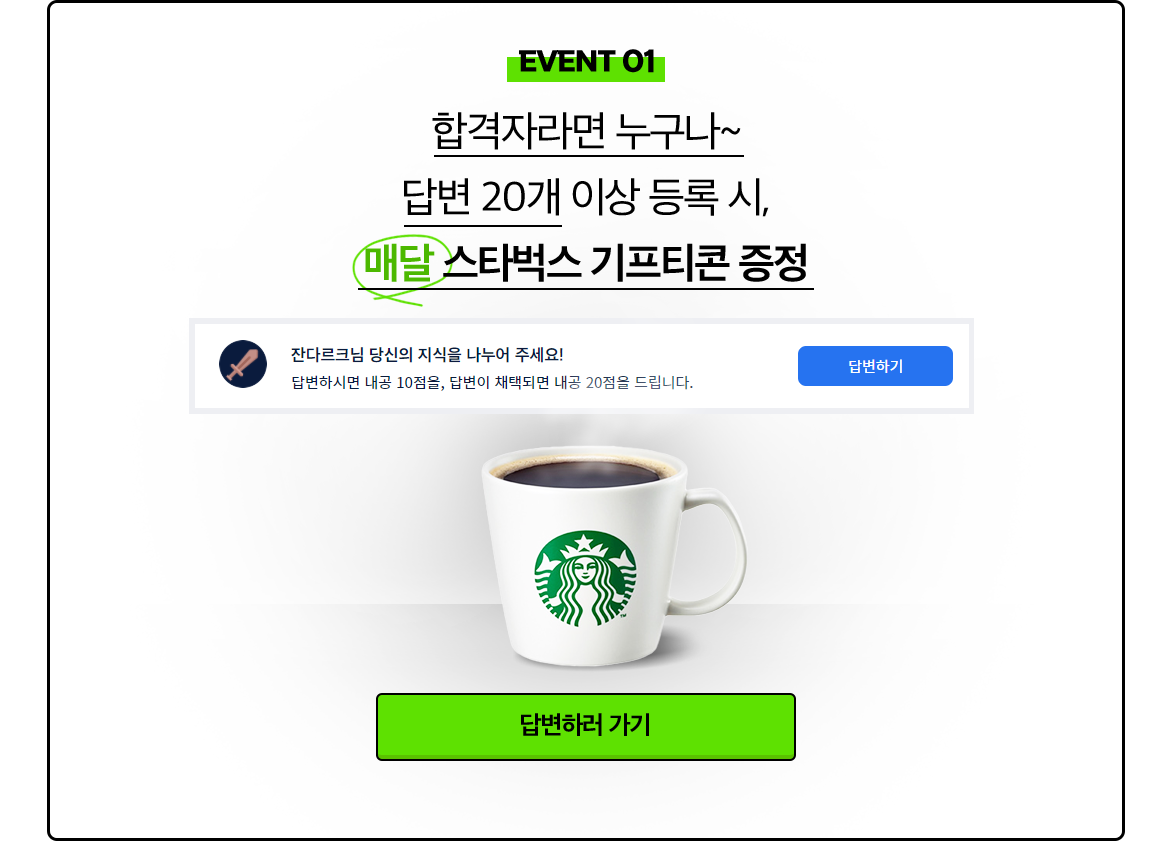 EVENT 01
합격자라면 누구나~
답변 20개 이상 등록 시,
매달 스타벅스 기프티콘 증정
잔다르크님 당신의 지식을 나누어 주세요!
답변하시면 내공 10점을, 답변이 채택되면 내공 20점을 드립니다.
답변하기
TM
답변하러 가기